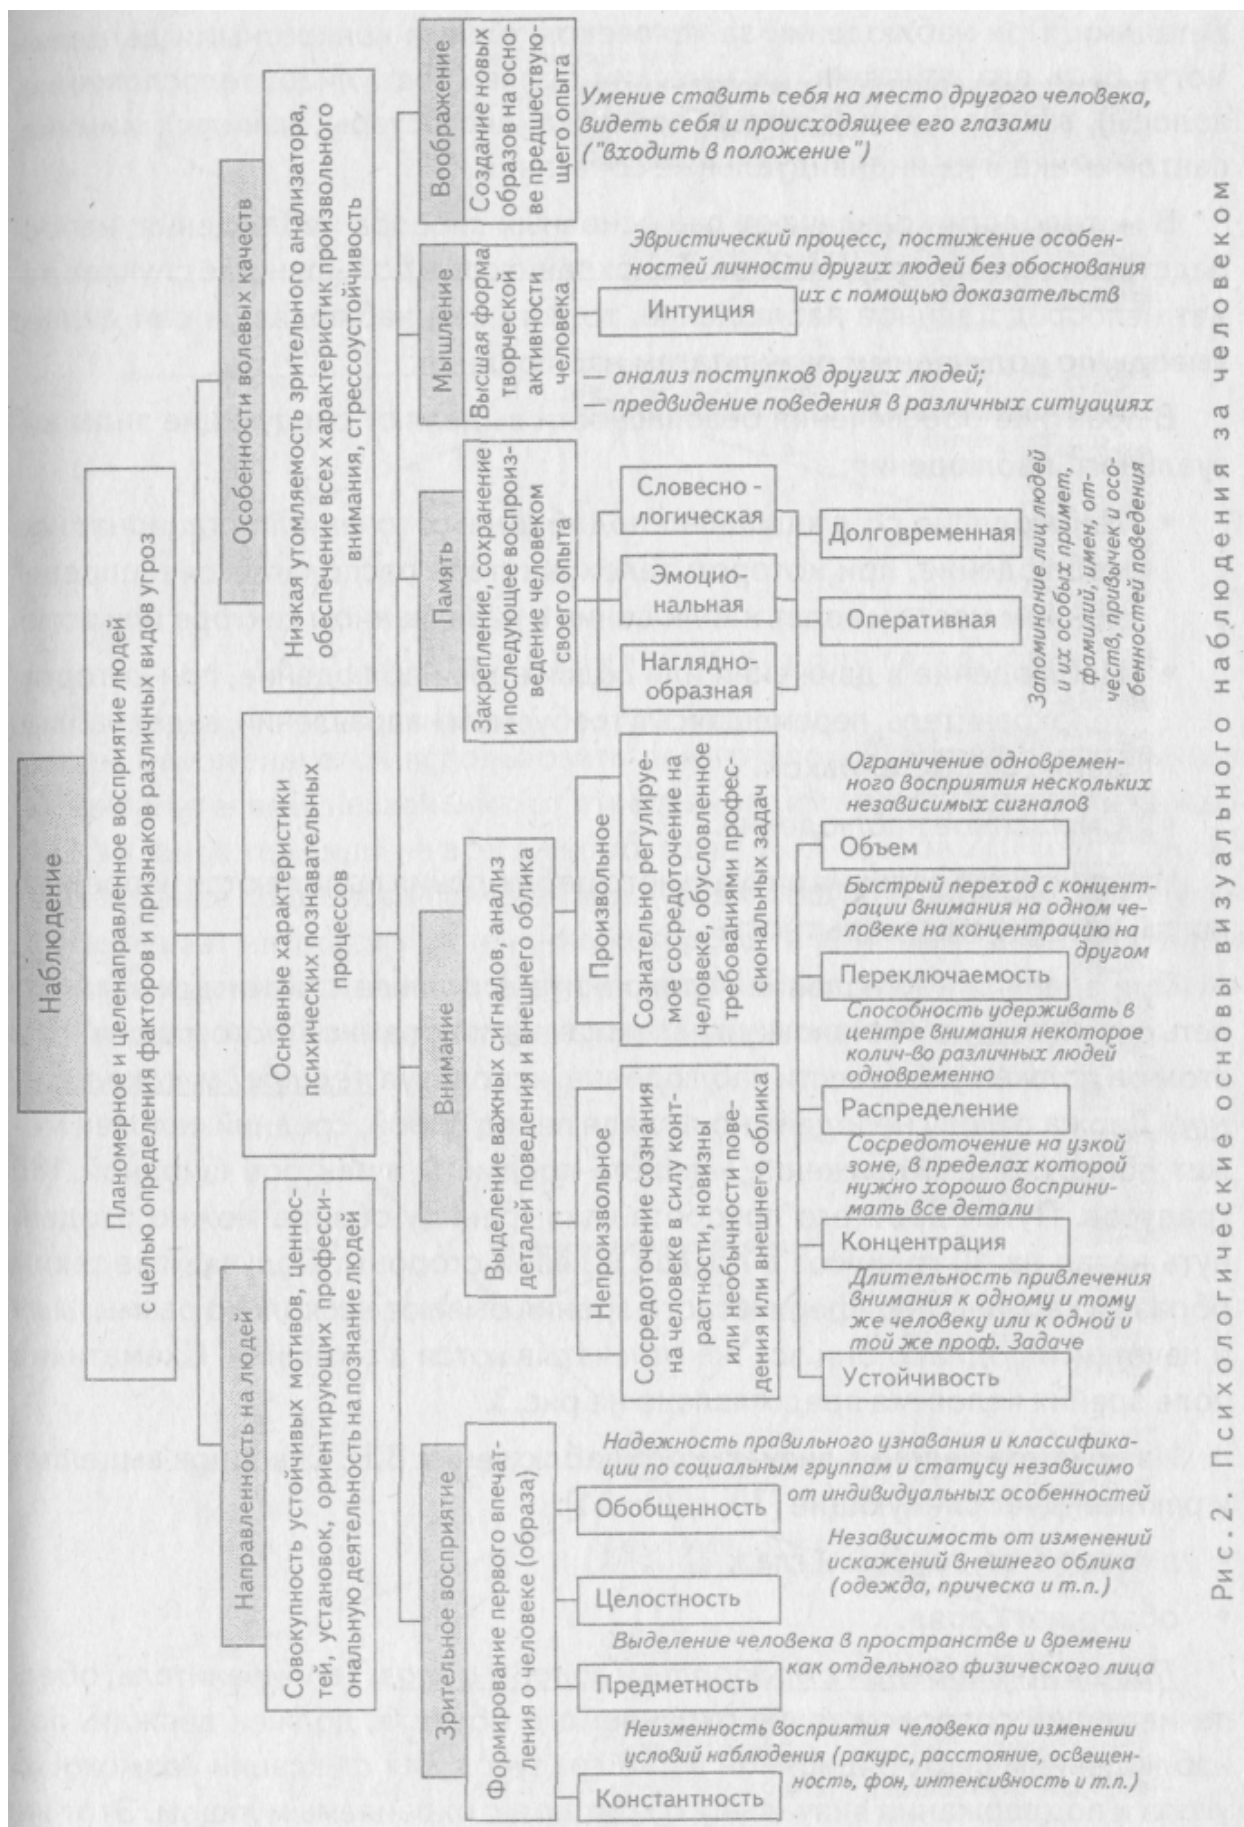 Наблюдение
Планомерное и целенаправленное восприятие людей
с целью определения факторов и признаков различных видов угроз
Направленность на людей
Совокупность устойчивых мотивов, ценнос-
тей, установок, ориентирующих професси-
ональную деятельность на познание людей
Основные характеристики
психических познавательных
процессов
Особенности волевых качеств
Низкая утомляемость зрительного анализатора,
обеспечение всех характеристик произвольного
внимания, стрессоустойчивость
Зрительное восприятие
Формирование первого впечат-
ления о человеке (образа)
Константность
Неизменность восприятия человека при изменении
условий наблюдения (ракурс, расстояние, освещен-
ность, фон, интенсивность и т.п.)
Предметность
Выделение человека в пространстве и времени
как отдельного физического лица
Целостность
Независимость от изменений
искажений внешнего облика
(одежда, прическа и т.п.)
Обобщенность
Надежность правильного узнавания и классифика-
ции по социальным группам и статусу независимо
от индивидуальных особенностей
Внимание
Выделение важных сигналов, анализ
деталей поведения и внешнего облика
Непроизвольное
Сосредоточение сознания
на человеке в силу конт-
растности, новизны
или необычности пове-
дения или внешнего облика
Произвольное
Сознательно регулируе-
мое сосредоточение на
человеке, обусловленное
требованиями профес-
сиональных задач
Устойчивость
Длительность привлечения
внимания к одному и тому
же человеку или к одной и
той же проф. Задаче
Концентрация
Сосредоточение на узкой
зоне, в пределах которой
нужно хорошо восприни-
мать все детали
Распределение
Способность удерживать в
центре внимания некоторое
колич-во различных людей
одновременно
Переключаемость
Быстрый переход с концент-
рации внимания на одном че-
ловеке на концентрацию на
другом
Объем
Ограничение одновремен-
ного восприятия нескольких
независимых сигналов
Память
Закрепление, сохранение
и последующее воспроиз-
ведение человеком
своего опыта
Наглядно-
образная
Эмоцио-
нальная
Словесно -
логическая
Оперативная
Долговременная
Запоминание лиц людей
и их особых примет,
фамилий, имен, от-
честв, привычек и осо-
бенностей поведения
Мышление
Высшая форма
творческой
активности
человека
Интуиция
Эвристический процесс, постижение особен-
ностей личности других людей без обоснования
их с помощью доказательств
— анализ поступков других людей;
— предвидение поведения в различных ситуациях
Воображение
Создание новых
образов на осно-
ве предшествую-
щего опыта
Умение ставить себя на место другого человека,
видеть себя и происходящее его глазами
("входить в положение")
Рис.2. Психологические основы визуального наблюдения за человеком